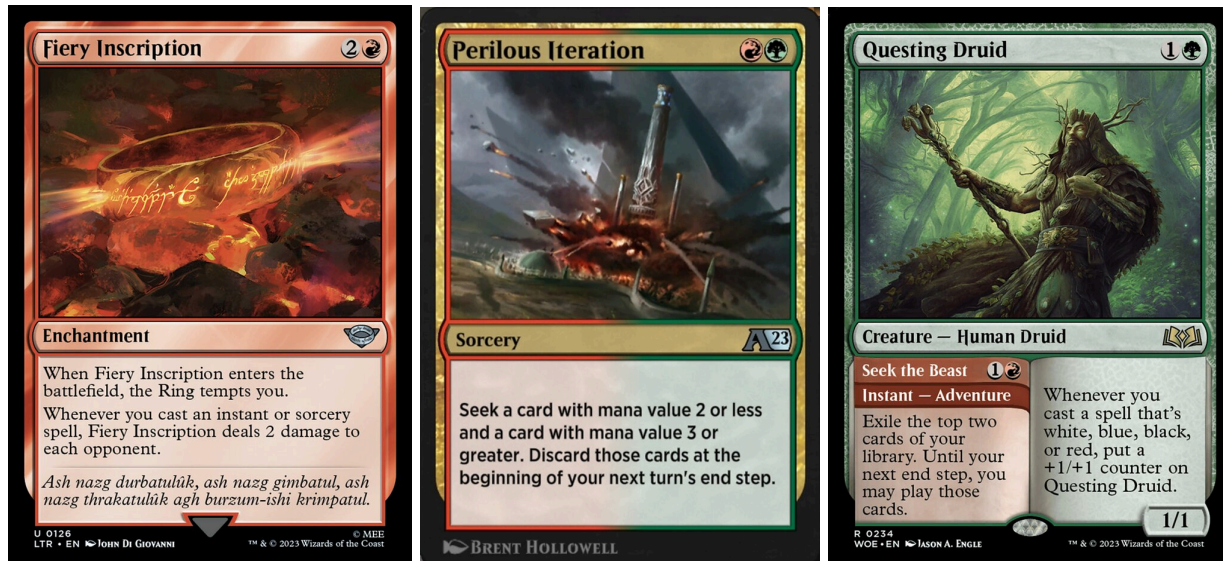 Fiery Inscription 2
Enchantment
When Fiery Inscription enters the
battlefield, the Ring tempts you.
Whenever you cast an instant or sorcery
spell, Fiery Inscription deals 2 damage to
each opponent.
Ash nazg durbatulûk, ash nazg gimbatul, ash
nazg thrakatulûk agh burzum-ishi krimpatul.
U 0126
LTR • EN John Di Giovanni
© MEE
™ & © 2023 Wizards of the Coast
Perilous Iteration
Sorcery
A 23
Seek a card with mana value 2 or less
and a card with mana value 3 or
greater. Discard those cards at the
beginning of your next turn's end step.
Brent Hollowell
Questing Druid 1
Creature — Human Druid
Seek the Beast 1
Instant — Adventure
Exile the top two
cards of your
library. Until your
next end step, you
may play those
cards.
Whenever you
cast a spell that's
white, blue, black,
or red, put a
+1/+1 counter on
Questing Druid.
1/1
R 0234
WOE • EN Jason A. Engle
™ & © 2023 Wizards of the Coast